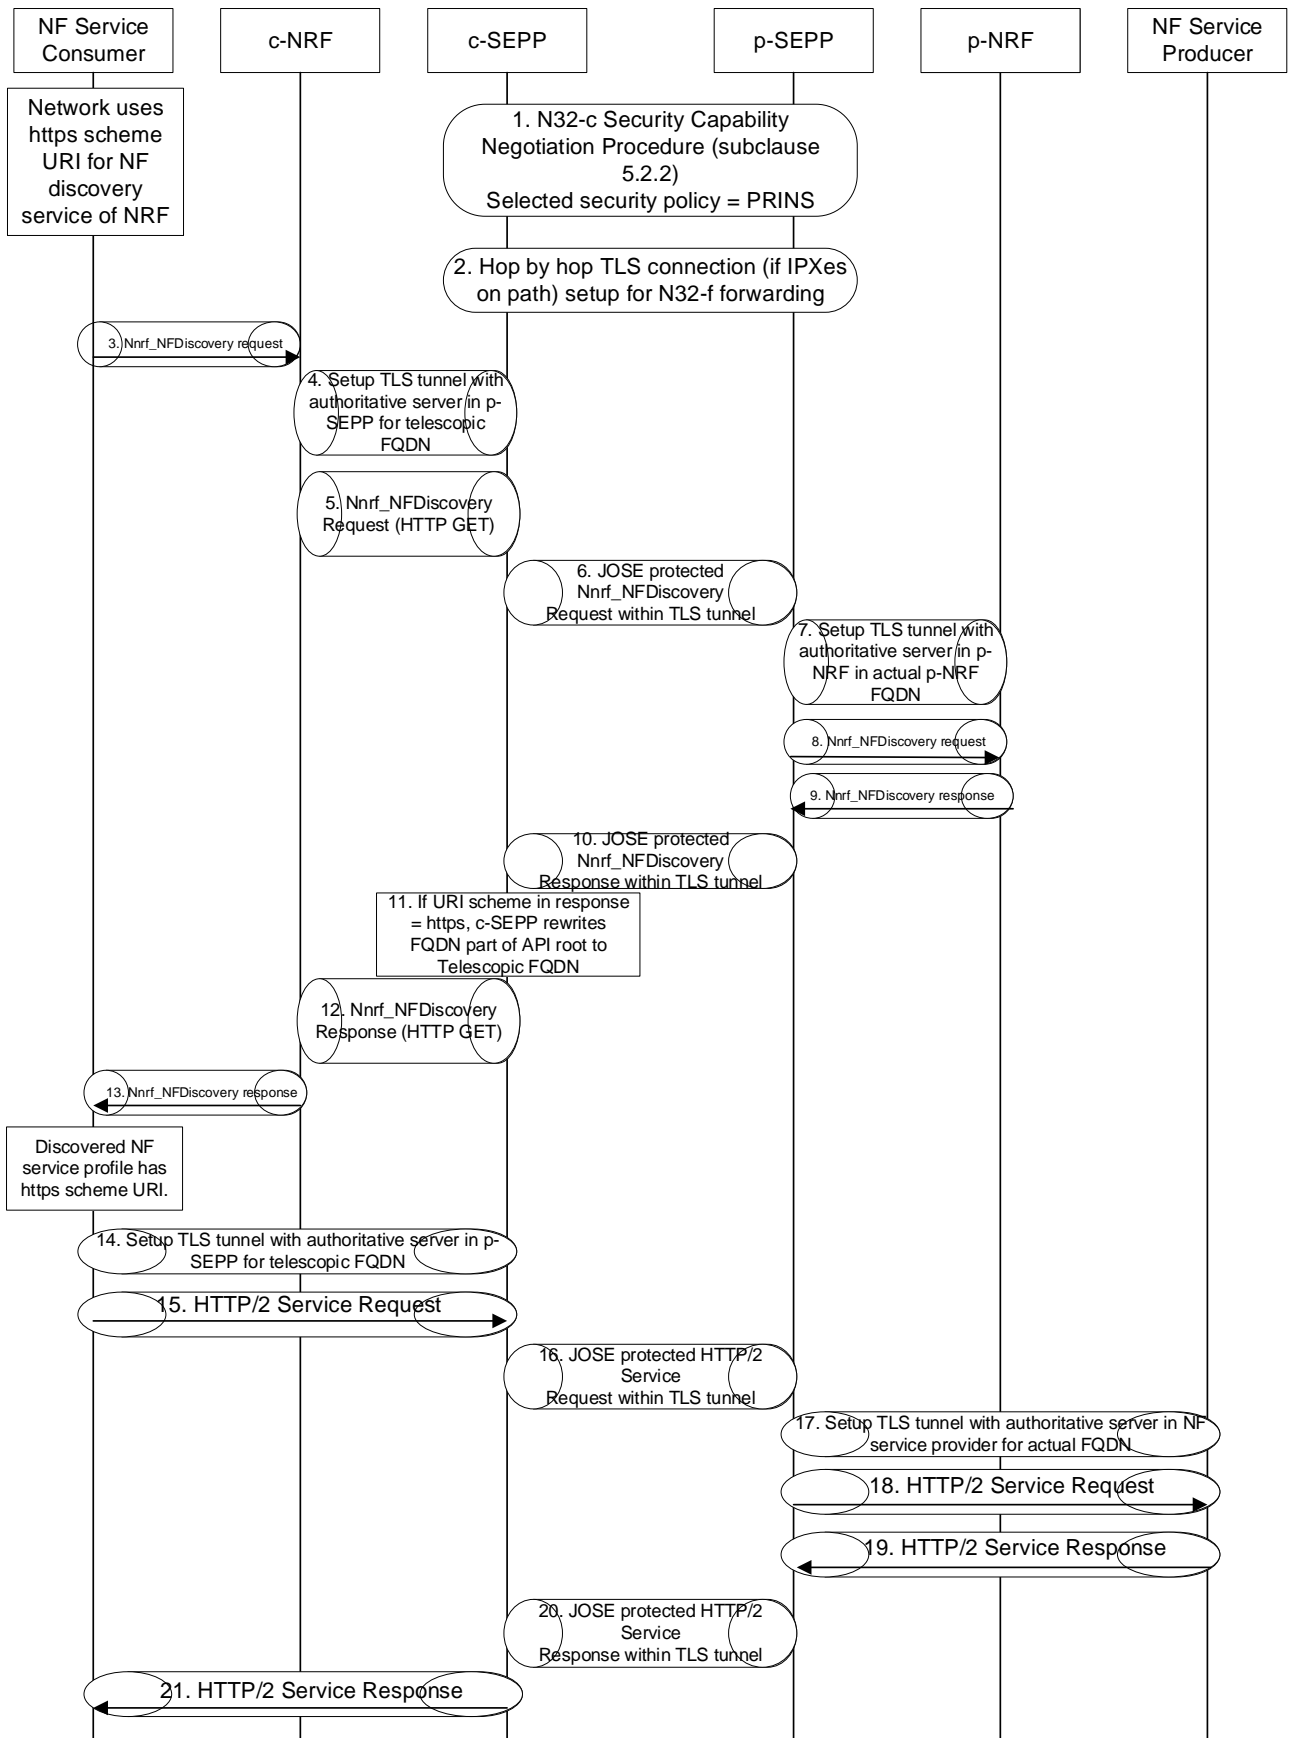 NF Service
Consumer
c-NRF
c-SEPP
p-SEPP
p-NRF
NF Service
Producer
Network uses
https scheme
URI for NF
discovery
service of NRF
1. N32-c Security Capability
Negotiation Procedure (subclause
5.2.2)
Selected security policy = PRINS
2. Hop by hop TLS connection (if IPXes
on path) setup for N32-f forwarding
3. Nnrf_NFDiscovery request
4. Setup TLS tunnel with
authoritative server in p-
SEPP for telescopic
FQDN
5. Nnrf_NFDiscovery
Request (HTTP GET)
6. JOSE protected
Nnrf_NFDiscovery
Request within TLS tunnel
7. Setup TLS tunnel with
authoritative server in p-
NRF in actual p-NRF
FQDN
8. Nnrf_NFDiscovery request
9. Nnrf_NFDiscovery response
10. JOSE protected
Nnrf_NFDiscovery
Response within TLS tunnel
11. If URI scheme in response
= https, c-SEPP rewrites
FQDN part of API root to
Telescopic FQDN
12. Nnrf_NFDiscovery
Response (HTTP GET)
13. Nnrf_NFDiscovery response
Discovered NF
service profile has
https scheme URI.
14. Setup TLS tunnel with authoritative server in p-
SEPP for telescopic FQDN
15. HTTP/2 Service Request
16. JOSE protected HTTP/2
Service
Request within TLS tunnel
17. Setup TLS tunnel with authoritative server in NF
service provider for actual FQDN
18. HTTP/2 Service Request
19. HTTP/2 Service Response
20. JOSE protected HTTP/2
Service
Response within TLS tunnel
21. HTTP/2 Service Response